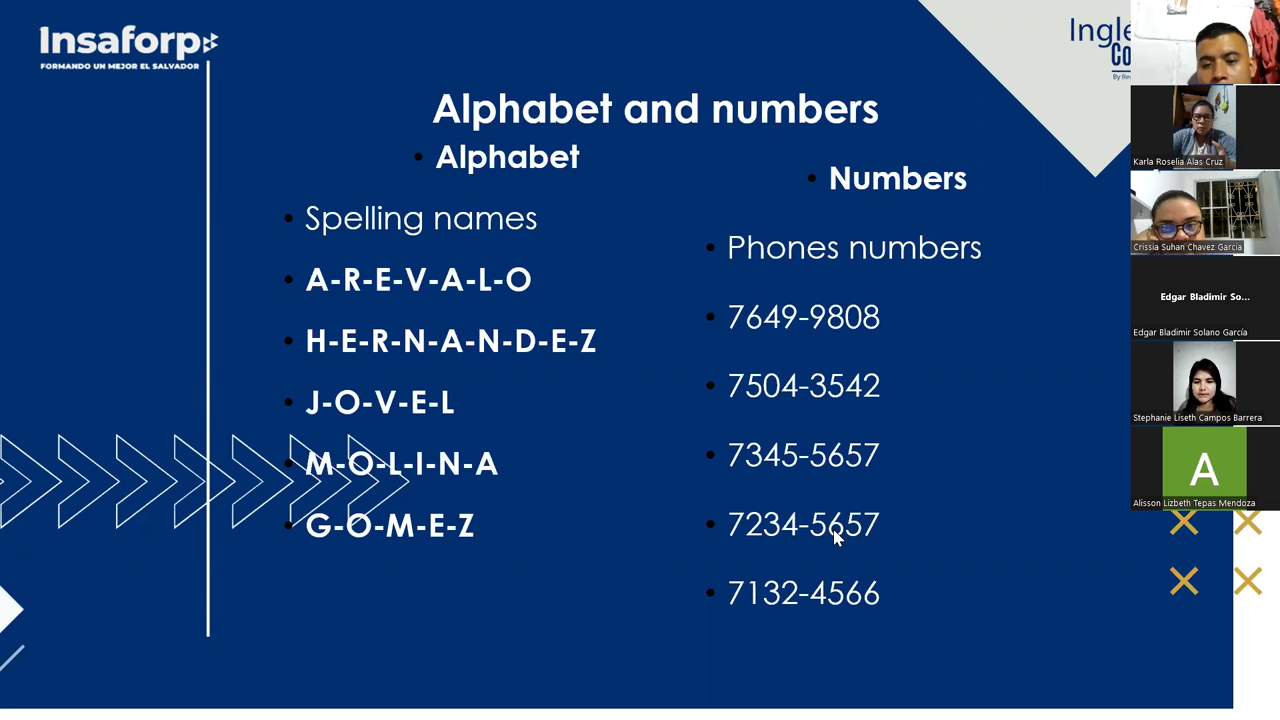 Insaforp
FORMANDO UN MEJOR EL SALVADOR
Alphabet and numbers
Alphabet
Spelling names
A-R-E-V-A-L-O
H-E-R-N-A-N-D-E-Z
J-O-V-E-L
M-O-L-I-N-A
G-O-M-E-Z
Numbers
Phones numbers
7649-9808
7504-3542
7345-5657
7234-5657
7132-4566
Karla Roselia Alas Cruz
Crissia Suhan Chavez Garcia
Edgar Bladimir So...
Edgar Bladimir Solano García
Stephanie Liseth Campos Barrera
A
Alisson Lizbeth Tepas Mendoza